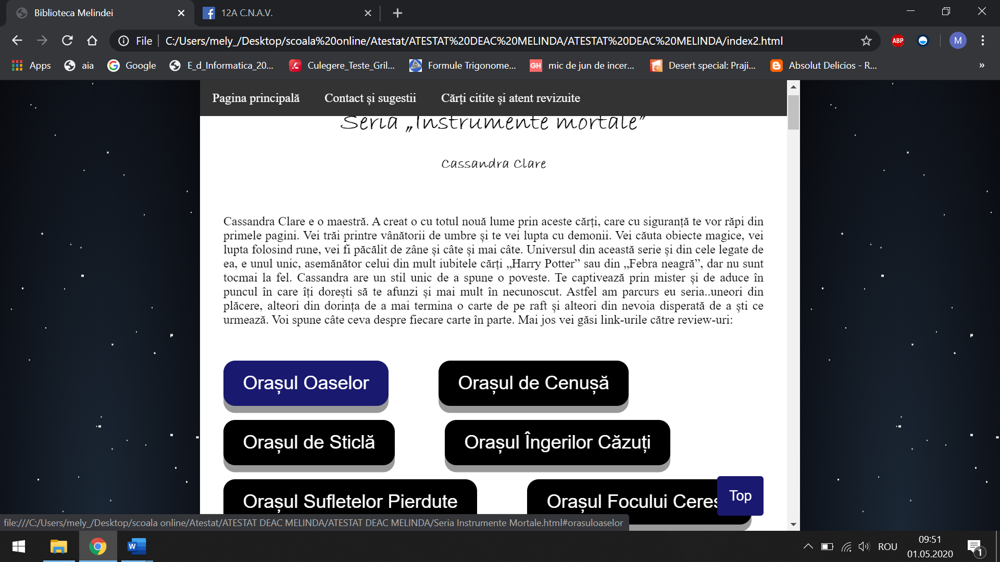 Biblioteca Melindei
12A C.N.A.V.
File
C:/Users/mely_/Desktop/scoala%20online/Atestat/ATESTAT%20DEAC%20MELINDA/ATESTAT%20DEAC%20MELINDA/index2.html
ABP
M
Apps
aia
Google
E_d_Informatica_20...
Culegere_Teste_Gril...
Formule Trigonome...
GH
mic de jun de incer...
Desert special: Praji...
Absolut Delicios - R...
»
Pagina principală
Contact și sugestii
Cărți citite și atent revizuite
Seria „Instrumente mortale”
Cassandra Clare
Cassandra Clare e o maestră. A creat o cu totul nouă lume prin aceste cărți, care cu siguranță te vor răpi din
primele pagini. Vei trăi printre vânătorii de umbre și te vei lupta cu demonii. Vei căuta obiecte magice, vei
lupta folosind rune, vei fi păcălit de zâne și câte și mai câte. Universul din această serie și din cele legate de
ea, e unul unic, asemănător celui din mult iubitele cărți „Harry Potter” sau din „Febra neagră”, dar nu sunt
tocmai la fel. Cassandra are un stil unic de a spune o poveste. Te captivează prin mister și de aduce în
puncul în care îți dorești să te afunzi și mai mult în necunoscut. Astfel am parcurs eu seria..uneori din
plăcere, alteori din dorința de a mai termina o carte de pe raft și alteori din nevoia disperată de a ști ce
urmează. Voi spune câte ceva despre fiecare carte în parte. Mai jos vei găsi link-urile către review-uri:
Orașul Oaselor
Orașul de Cenușă
Orașul de Sticlă
Orașul Îngerilor Căzuți
Orașul Sufletelor Pierdute
Orașul Focului Ceres
Top
file:///C:/Users/mely_/Desktop/scoala online/Atestat/ATESTAT DEAC MELINDA/ATESTAT DEAC MELINDA/Seria Instrumente Mortale.html#orasuloaselor
W
ROU
09:51
01.05.2020
1